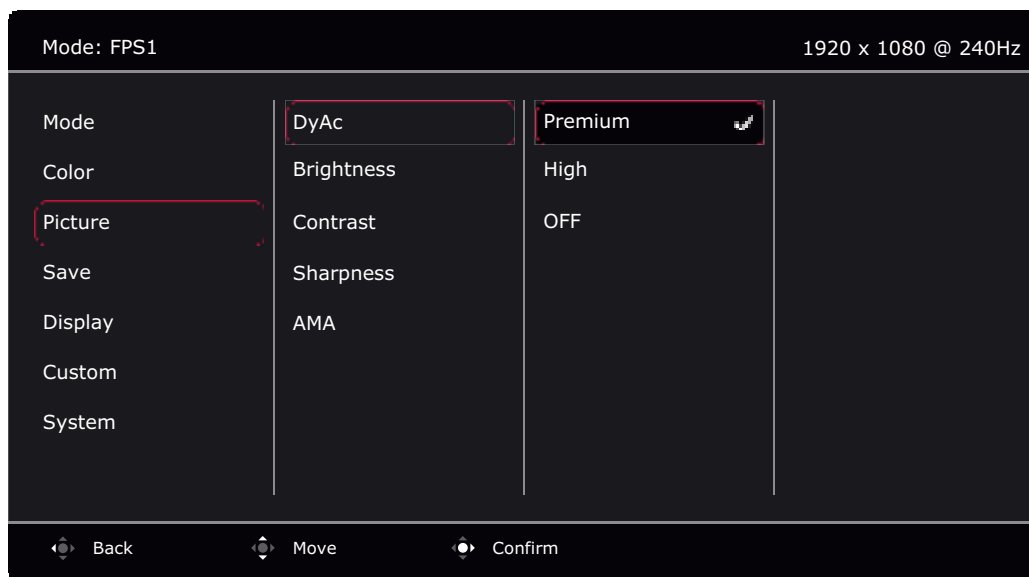 Mode: FPS1
1920 x 1080 @ 240Hz
Mode
Color
Picture
Save
Display
Custom
System
DyAc
Brightness
Contrast
Sharpness
AMA
Premium
High
OFF
Back
Move
Confirm